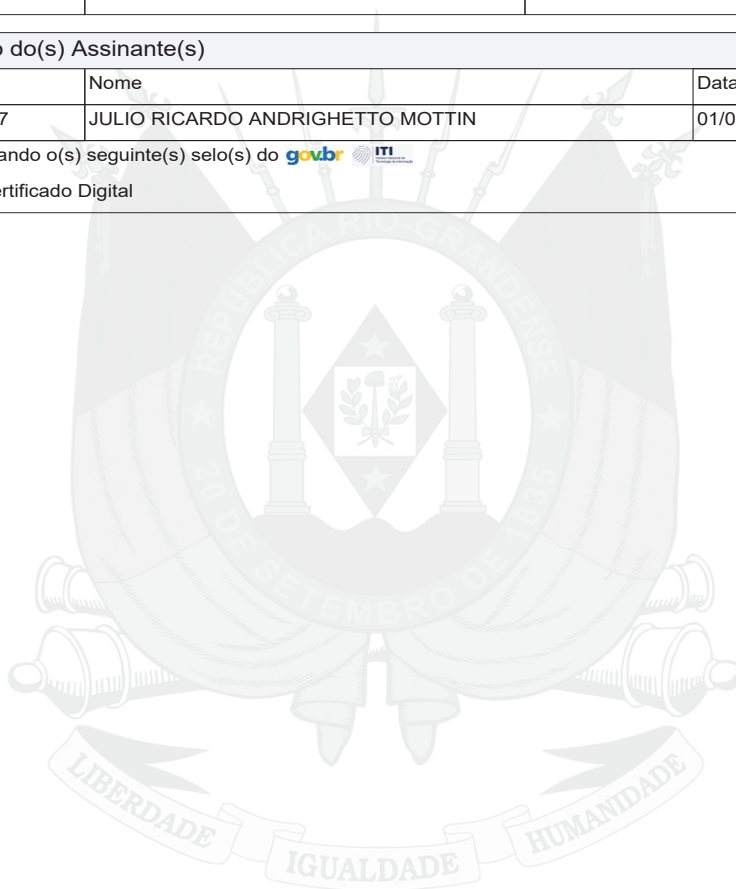 o do(s) Assinante(s)
Nome
Data
7
JULIO RICARDO ANDRIGHETTO MOTTIN
01/0
ando o(s) seguinte(s) selo(s) do gov.br ITI
ertificado Digital
REPÚBLICA RIO-GRANDENSE
20 DE SETEMBRO DE 1835
LIBERDADE
IGUALDADE
HUMANIDADE